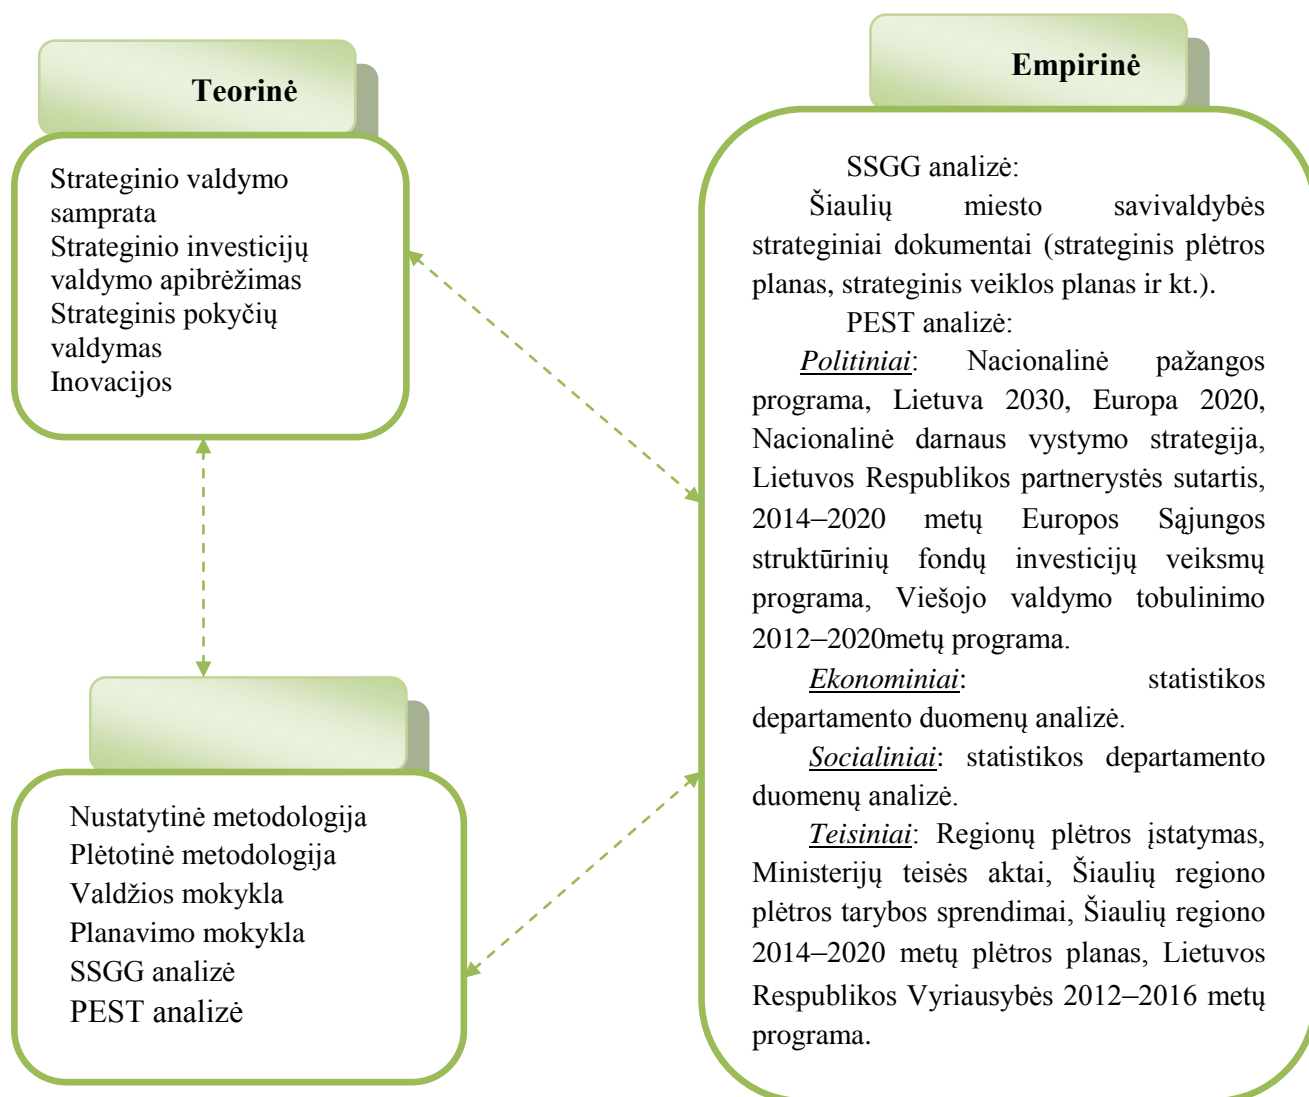 Teorinė
Strateginio valdymo
samprata
Strateginio investicijų
valdymo apibrėžimas
Strateginis pokyčių
valdymas
Inovacijos
Nustatytinė metodologija
Plėtotinė metodologija
Valdžios mokykla
Planavimo mokykla
SSGG analizė
PEST analizė
Empirinė
SSGG analizė:
Šiaulių miesto savivaldybės
strateginiai dokumentai (strateginis plėtros
planas, strateginis veiklos planas ir kt.).
PEST analizė:
Politiniai: Nacionalinė pažangos
programa, Lietuva 2030, Europa 2020,
Nacionalinė darnaus vystymo strategija,
Lietuvos Respublikos partnerystės sutartis,
2014–2020 metų Europos Sąjungos
struktūrinių fondų investicijų veiksmų
programa, Viešojo valdymo tobulinimo
2012–2020metų programa.
Ekonominiai: statistikos
departamento duomenų analizė.
Socialiniai: statistikos departamento
duomenų analizė.
Teisiniai: Regionų plėtros įstatymas,
Ministerijų teisės aktai, Šiaulių regiono
plėtros tarybos sprendimai, Šiaulių regiono
2014–2020 metų plėtros planas, Lietuvos
Respublikos Vyriausybės 2012–2016 metų
programa.